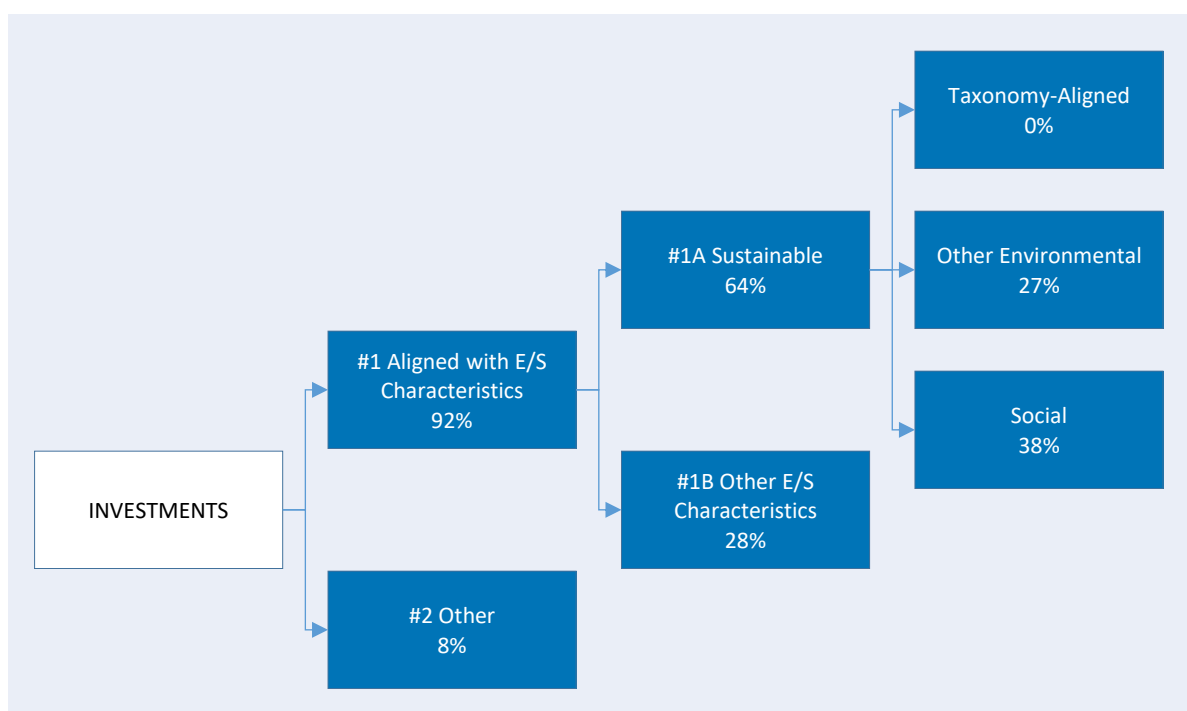 INVESTMENTS
#1 Aligned with E/S
Characteristics
92%
#2 Other
8%
#1A Sustainable
64%
#1B Other E/S
Characteristics
28%
Taxonomy-Aligned
0%
Other Environmental
27%
Social
38%